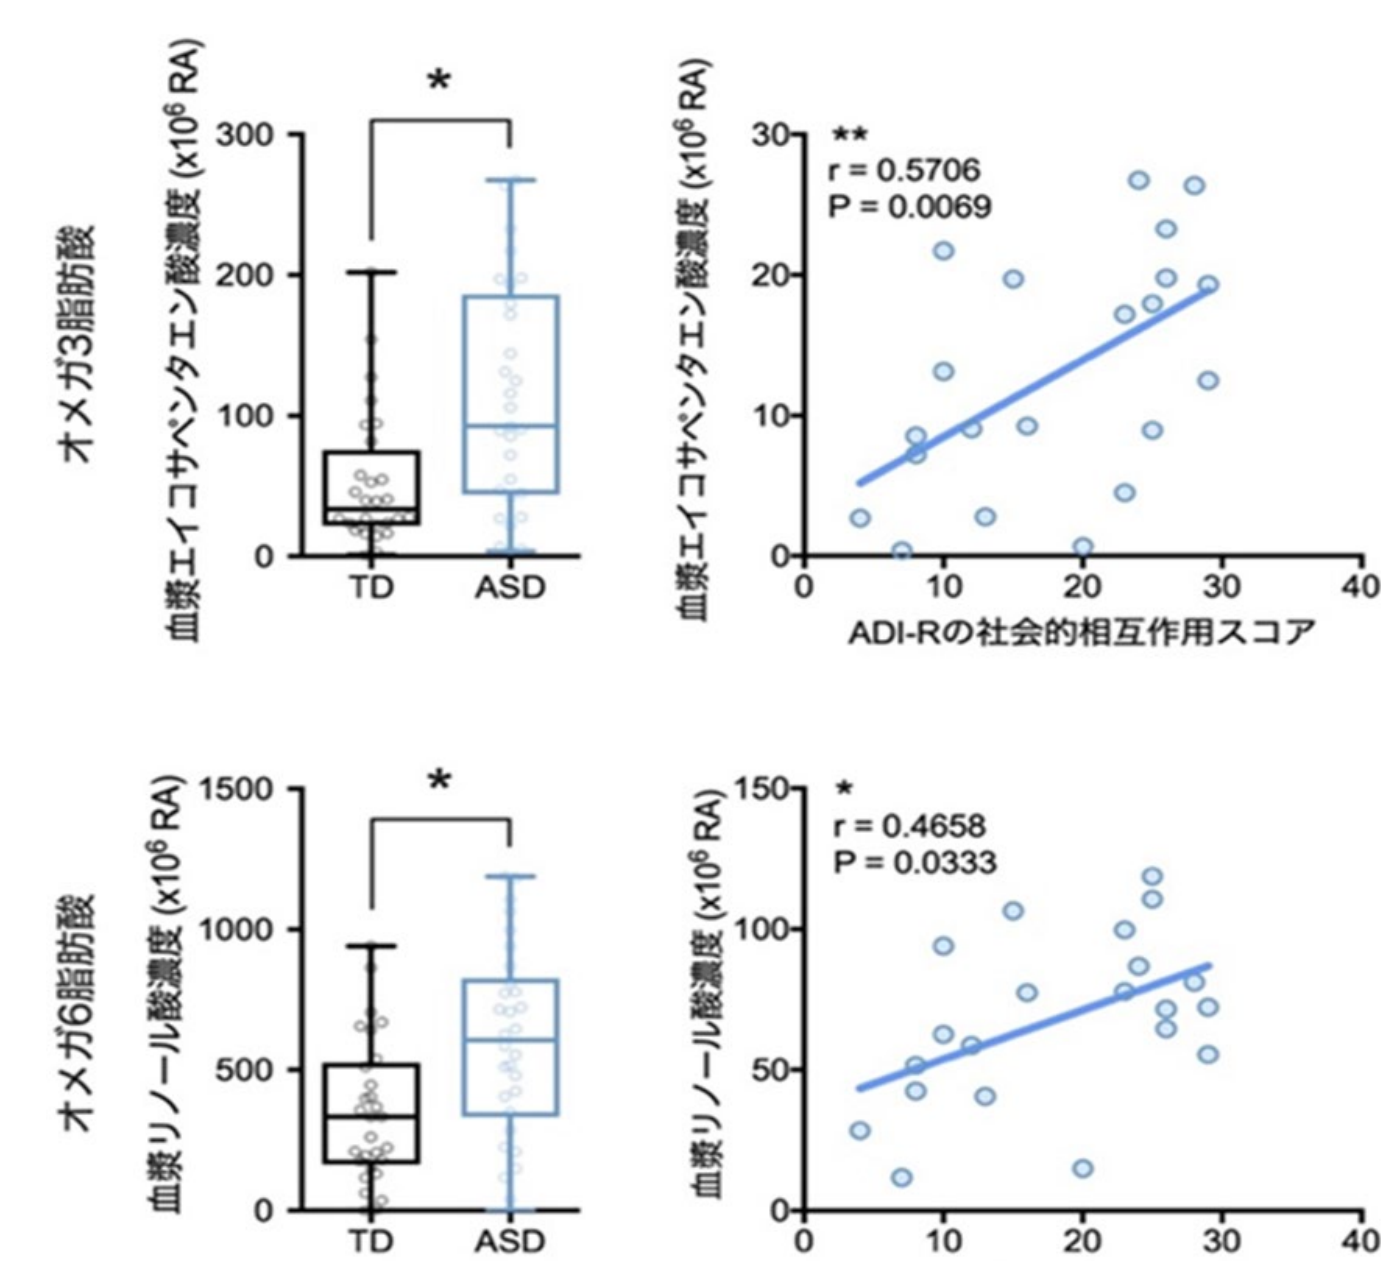 オメガ3脂肪酸
血漿エイコサペンタエン酸濃度 (x10⁶ RA)
*
300
200
100
0
TD
ASD
血漿エイコサペンタエン酸濃度 (x10⁶ RA)
30
20
10
0
**
r = 0.5706
P = 0.0069
0
10
20
30
40
ADI-Rの社会的相互作用スコア
オメガ6脂肪酸
血漿リノール酸濃度 (x10⁶ RA)
*
1500
1000
500
0
TD
ASD
血漿リノール酸濃度 (x10⁶ RA)
150
100
50
0
*
r = 0.4658
P = 0.0333
0
10
20
30
40